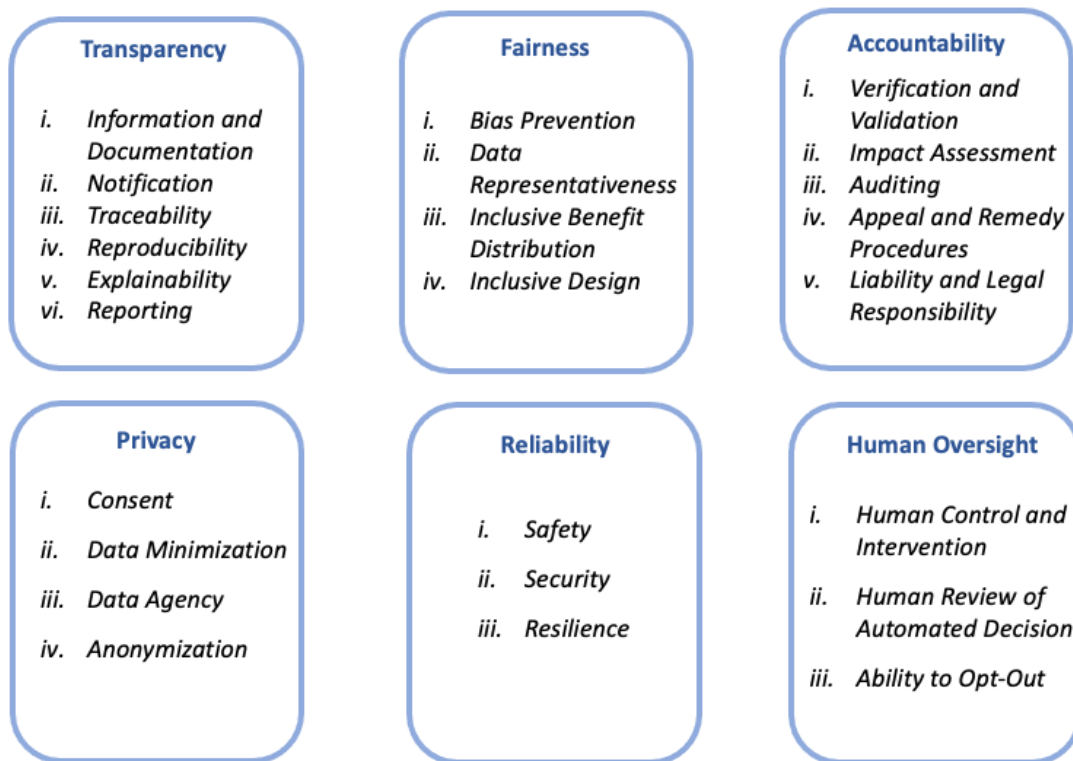 Transparency
i. Information and
Documentation
ii. Notification
iii. Traceability
iv. Reproducibility
v. Explainability
vi. Reporting
Fairness
i. Bias Prevention
ii. Data
Representativeness
iii. Inclusive Benefit
Distribution
iv. Inclusive Design
Accountability
i. Verification and
Validation
ii. Impact Assessment
iii. Auditing
iv. Appeal and Remedy
Procedures
v. Liability and Legal
Responsibility
Privacy
i. Consent
ii. Data Minimization
iii. Data Agency
iv. Anonymization
Reliability
i. Safety
ii. Security
iii. Resilience
Human Oversight
i. Human Control and
Intervention
ii. Human Review of
Automated Decision
iii. Ability to Opt-Out